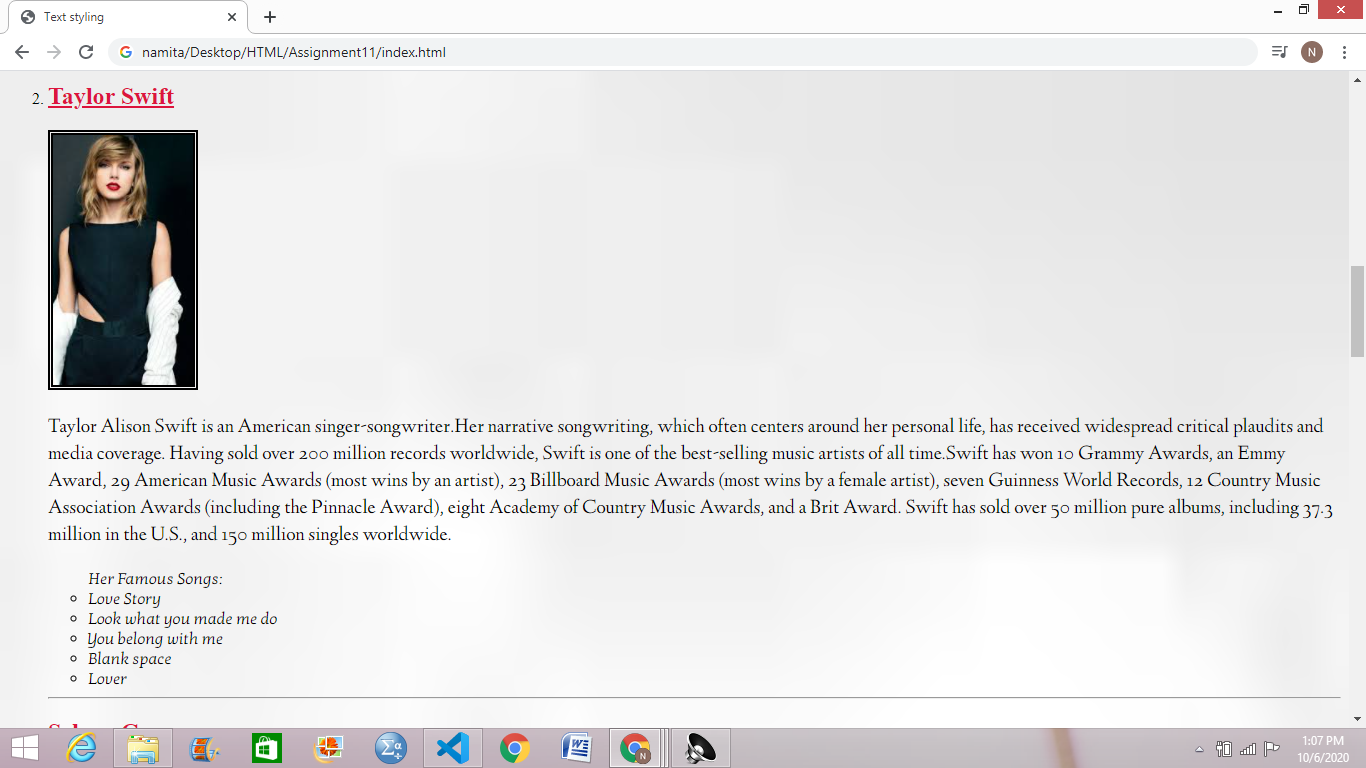 Text styling
namita/Desktop/HTML/Assignment11/index.html
N
2. Taylor Swift
Taylor Alison Swift is an American singer-songwriter.Her narrative songwriting, which often centers around her personal life, has received widespread critical plaudits and
media coverage. Having sold over 200 million records worldwide, Swift is one of the best-selling music artists of all time.Swift has won 10 Grammy Awards, an Emmy
Award, 29 American Music Awards (most wins by an artist), 23 Billboard Music Awards (most wins by a female artist), seven Guinness World Records, 12 Country Music
Association Awards (including the Pinnacle Award), eight Academy of Country Music Awards, and a Brit Award. Swift has sold over 50 million pure albums, including 37.3
million in the U.S., and 150 million singles worldwide.
Her Famous Songs:
Love Story
Look what you made me do
You belong with me
Blank space
Lover
1:07 PM
10/6/2020